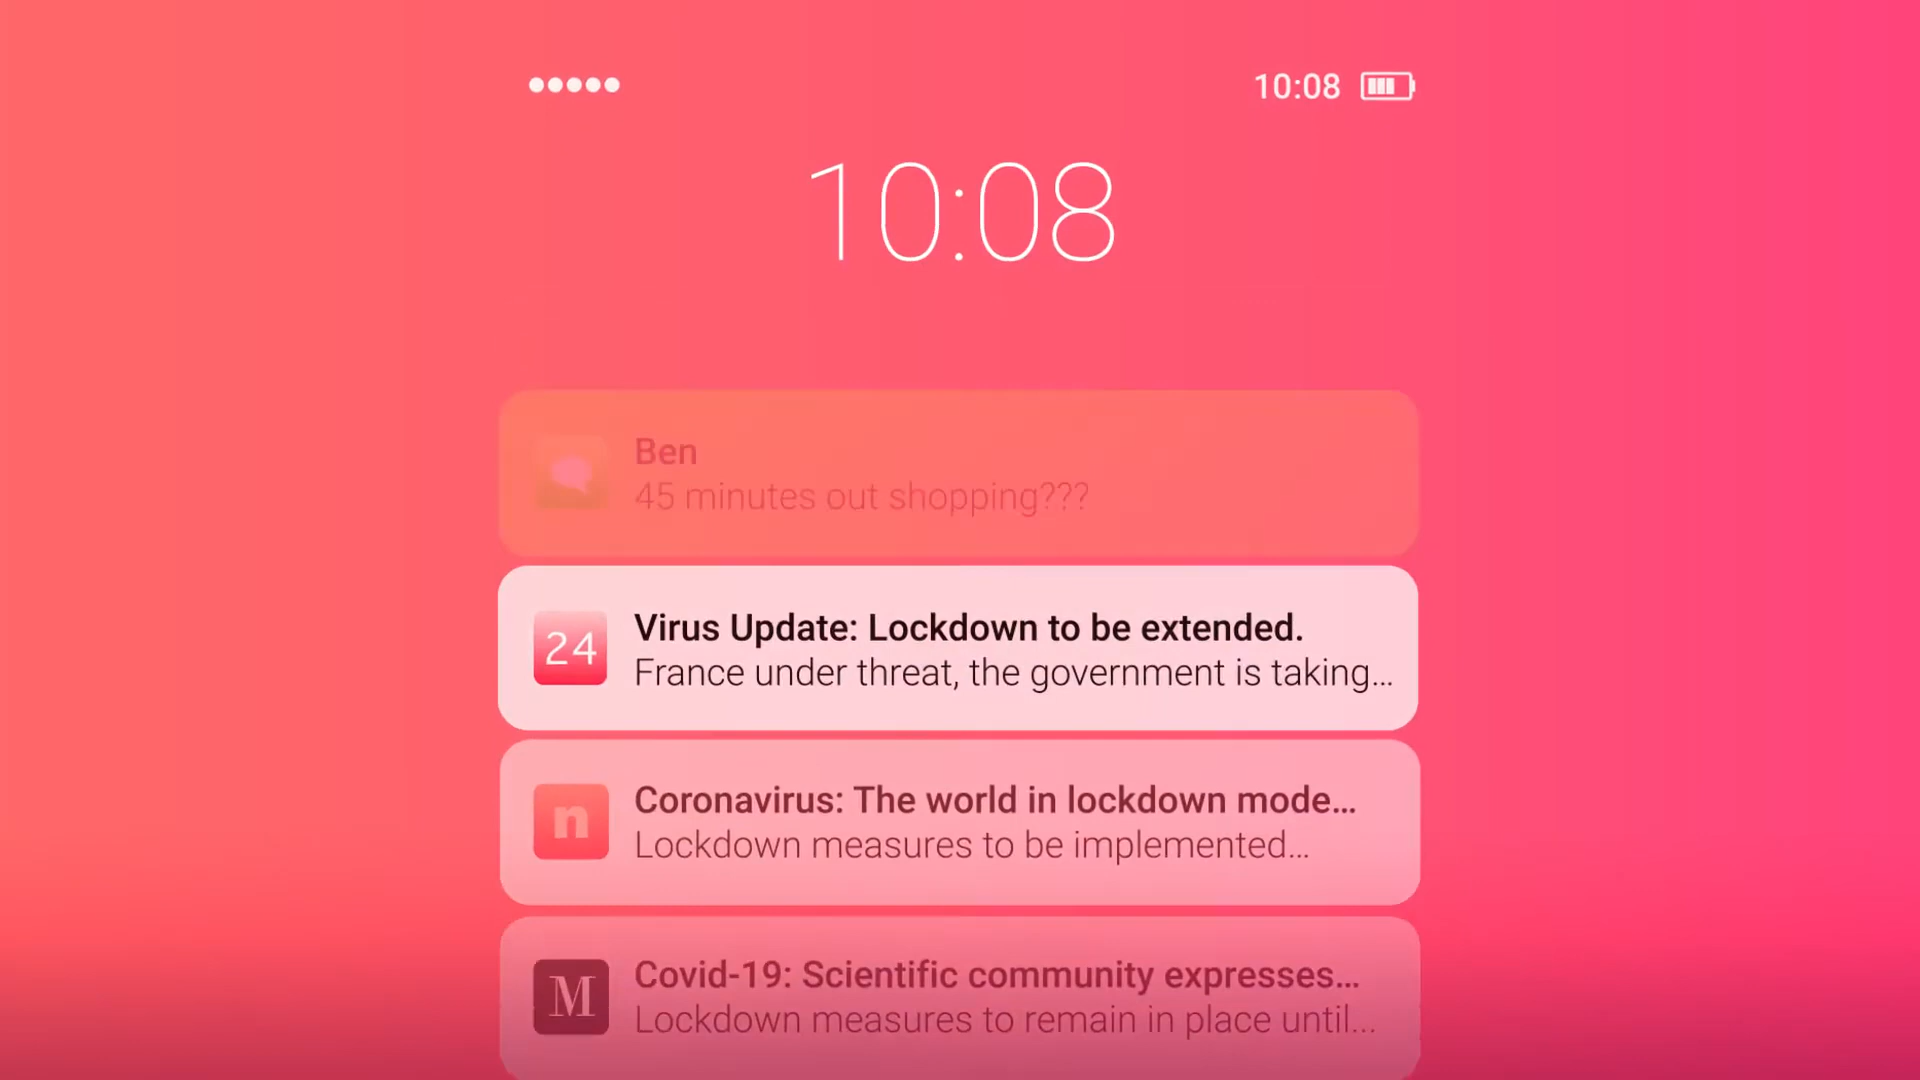 10:08
10:08
Ben
45 minutes out shopping???
24
Virus Update: Lockdown to be extended.
France under threat, the government is taking...
n
Coronavirus: The world in lockdown mode...
Lockdown measures to be implemented...
M
Covid-19: Scientific community expresses...
Lockdown measures to remain in place until...